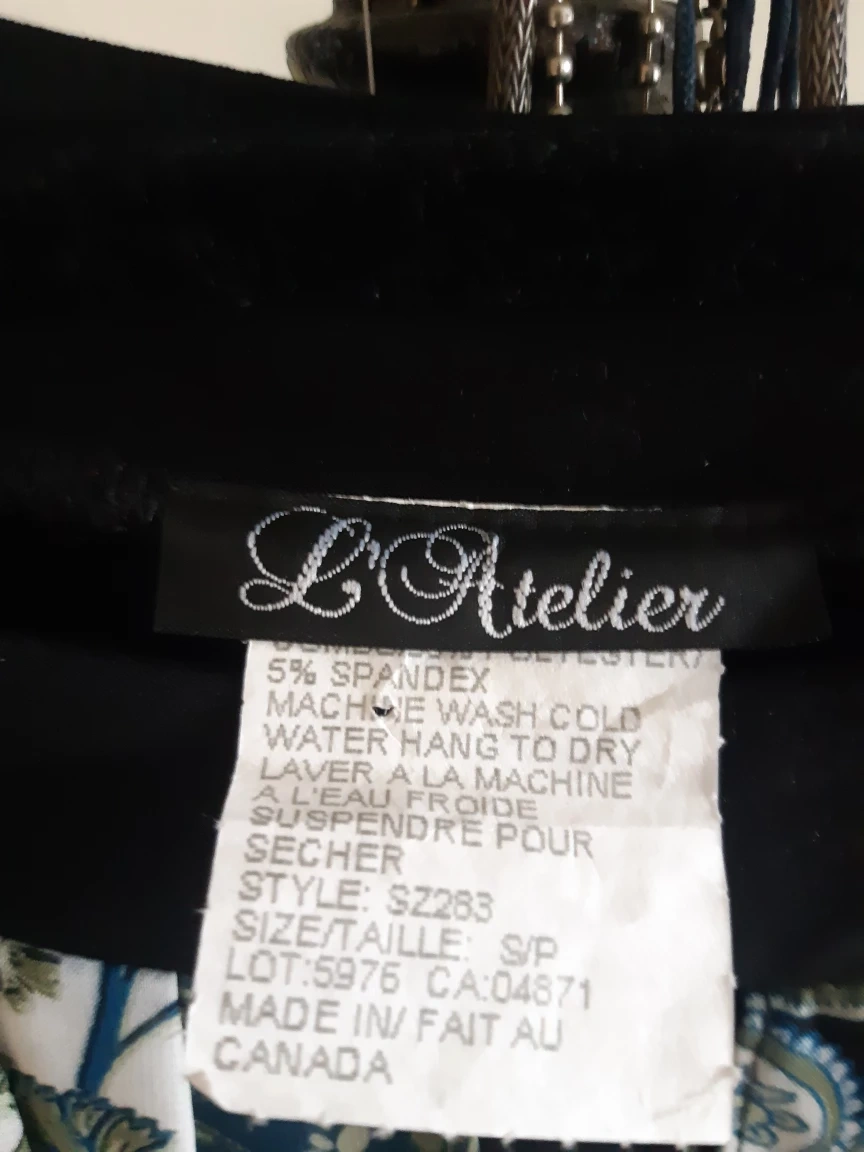 L'Atelier
5% SPANDEX
MACHINE WASH COLD
WATER HANG TO DRY
LAVER A LA MACHINE
A L'EAU FROIDE
SUSPENDRE POUR
SECHER
STYLE: SZ283
SIZE/TAILLE: S/P
LOT:5976 CA:04871
MADE IN/ FAIT AU
CANADA